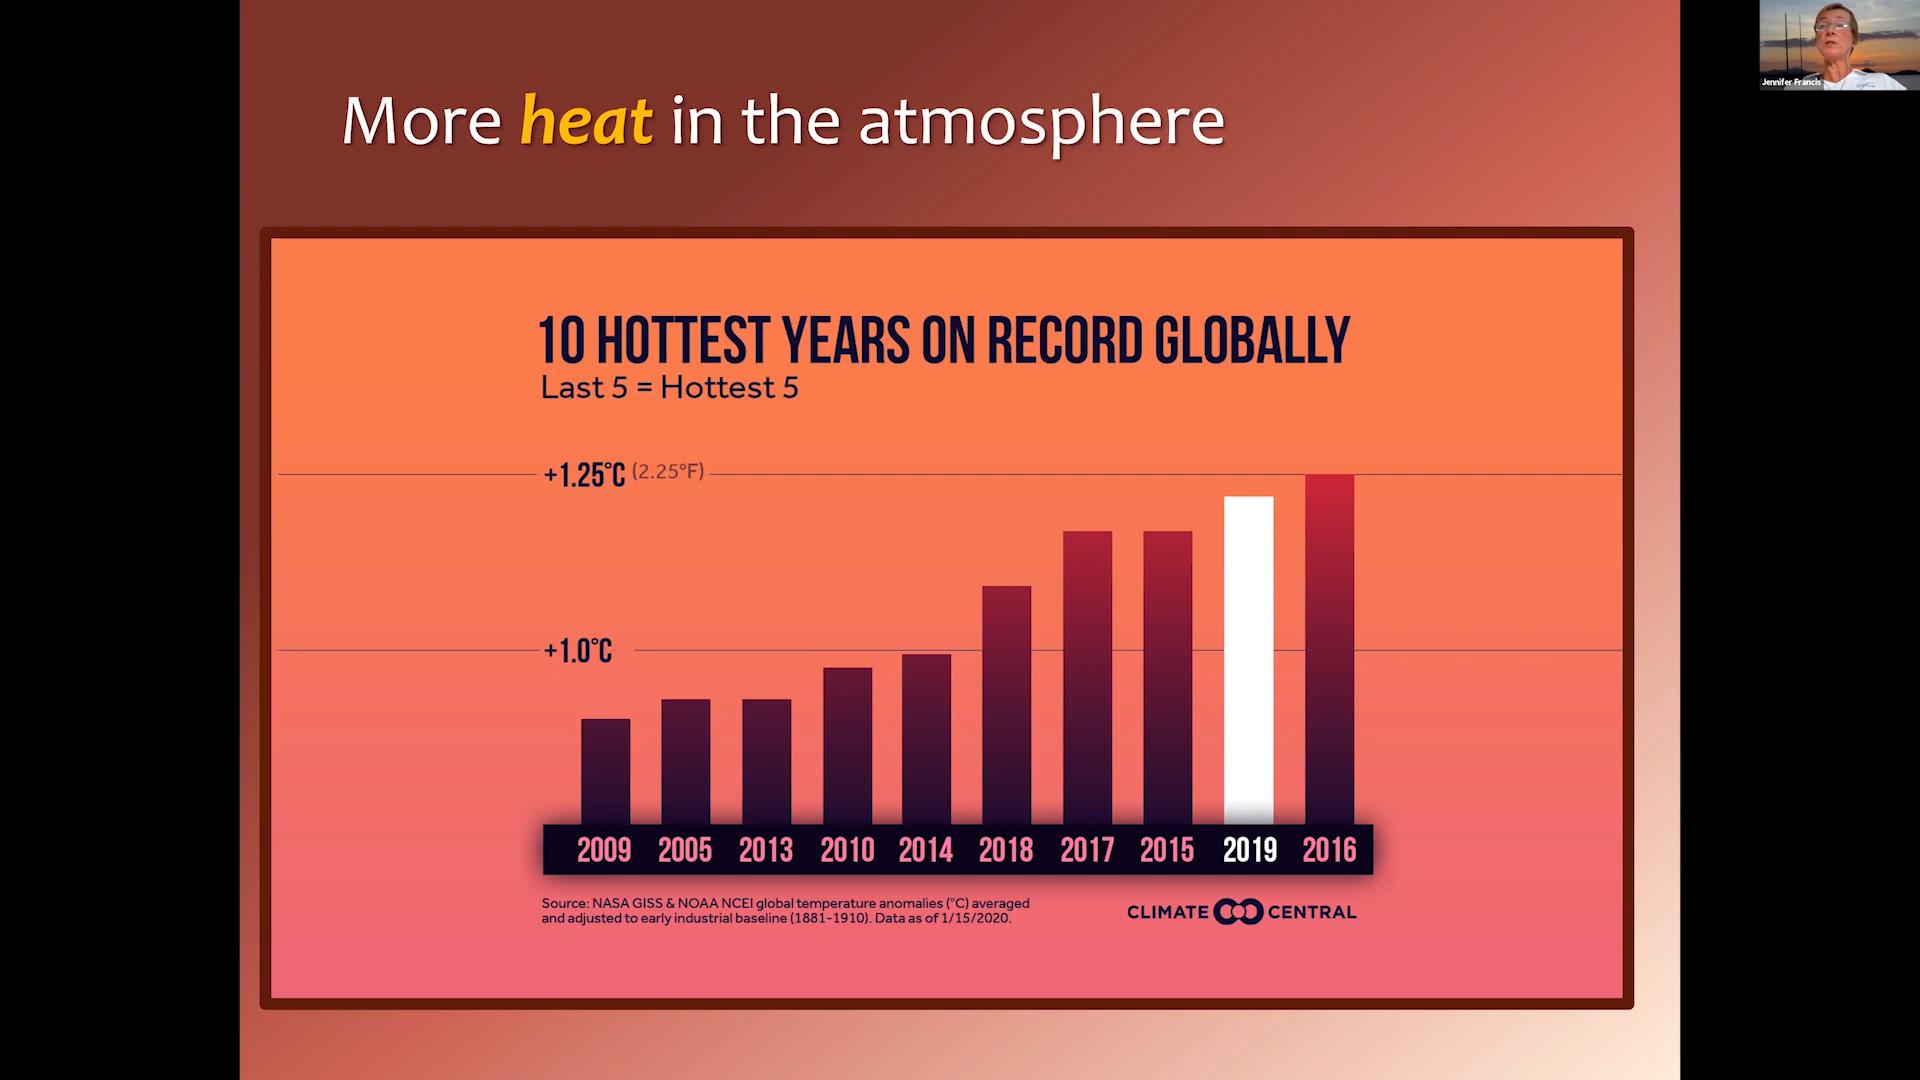 Jennifer Francis
More heat in the atmosphere
10 HOTTEST YEARS ON RECORD GLOBALLY
Last 5 = Hottest 5
+1.25°C (2.25°F)
+1.0°C
2009 2005 2013 2010 2014 2018 2017 2015 2019 2016
Source: NASA GISS & NOAA NCEI global temperature anomalies (°C) averaged
and adjusted to early industrial baseline (1881-1910). Data as of 1/15/2020.
CLIMATE CENTRAL